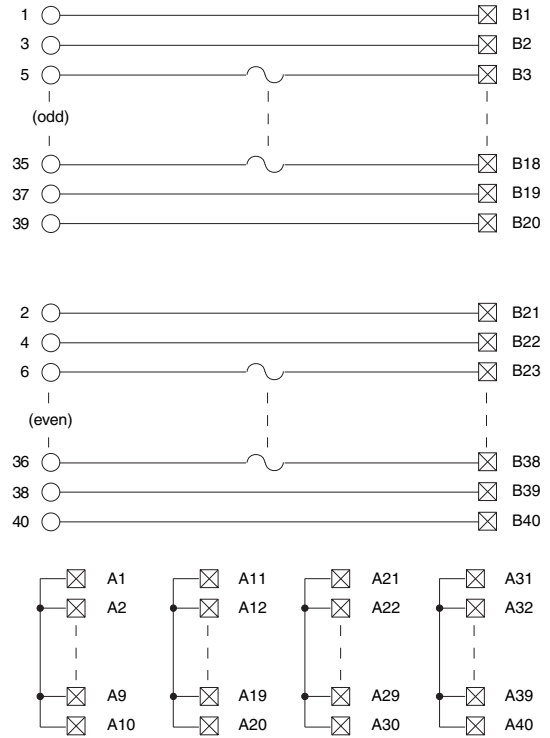 1 B1
3 B2
5 B3
(odd)
35 B18
37 B19
39 B20
2 B21
4 B22
6 B23
(even)
36 B38
38 B39
40 B40
A1 A11 A21 A31
A2 A12 A22 A32
A9 A19 A29 A39
A10 A20 A30 A40